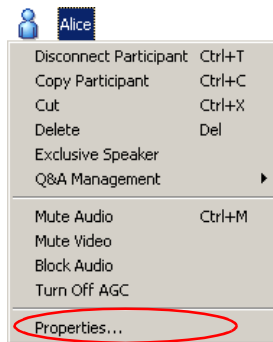 Alice
Disconnect Participant Ctrl+T
Copy Participant Ctrl+C
Cut Ctrl+X
Delete Del
Exclusive Speaker
Q&A Management
Mute Audio Ctrl+M
Mute Video
Block Audio
Turn Off AGC
Properties...